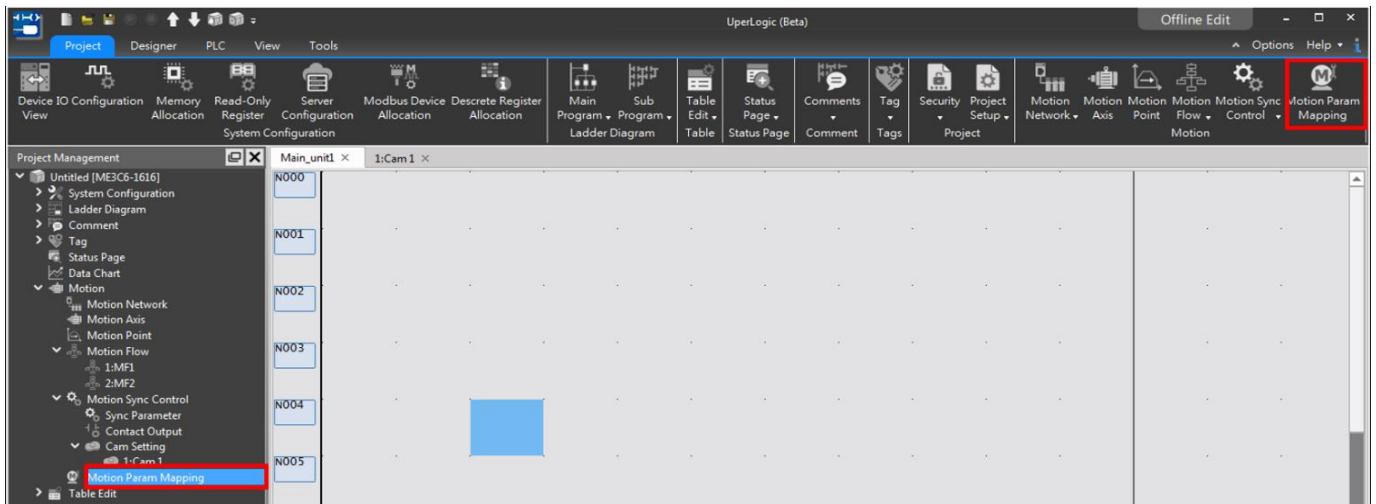 UperLogic (Beta)
Offline Edit
Project Designer PLC View Tools
Options Help
Device IO Configuration View
Memory Allocation
Read-Only Register
Server Configuration
Modbus Device Allocation
Descrete Register Allocation
System Configuration
Main Program
Sub Program
Ladder Diagram
Table Edit
Table
Status Page
Status Page
Comments
Comment
Tag
Tags
Security
Project Setup
Project
Motion Network
Motion Axis
Motion Point
Motion Flow
Motion Sync Control
Motion Param Mapping
Motion
Project Management
Main_unit1
1:Cam 1
Untitled [ME3C6-1616]
System Configuration
Ladder Diagram
Comment
Tag
Status Page
Data Chart
Motion
Motion Network
Motion Axis
Motion Point
Motion Flow
1:MF1
2:MF2
Motion Sync Control
Sync Parameter
Contact Output
Cam Setting
1:Cam 1
Motion Param Mapping
Table Edit
N000
N001
N002
N003
N004
N005